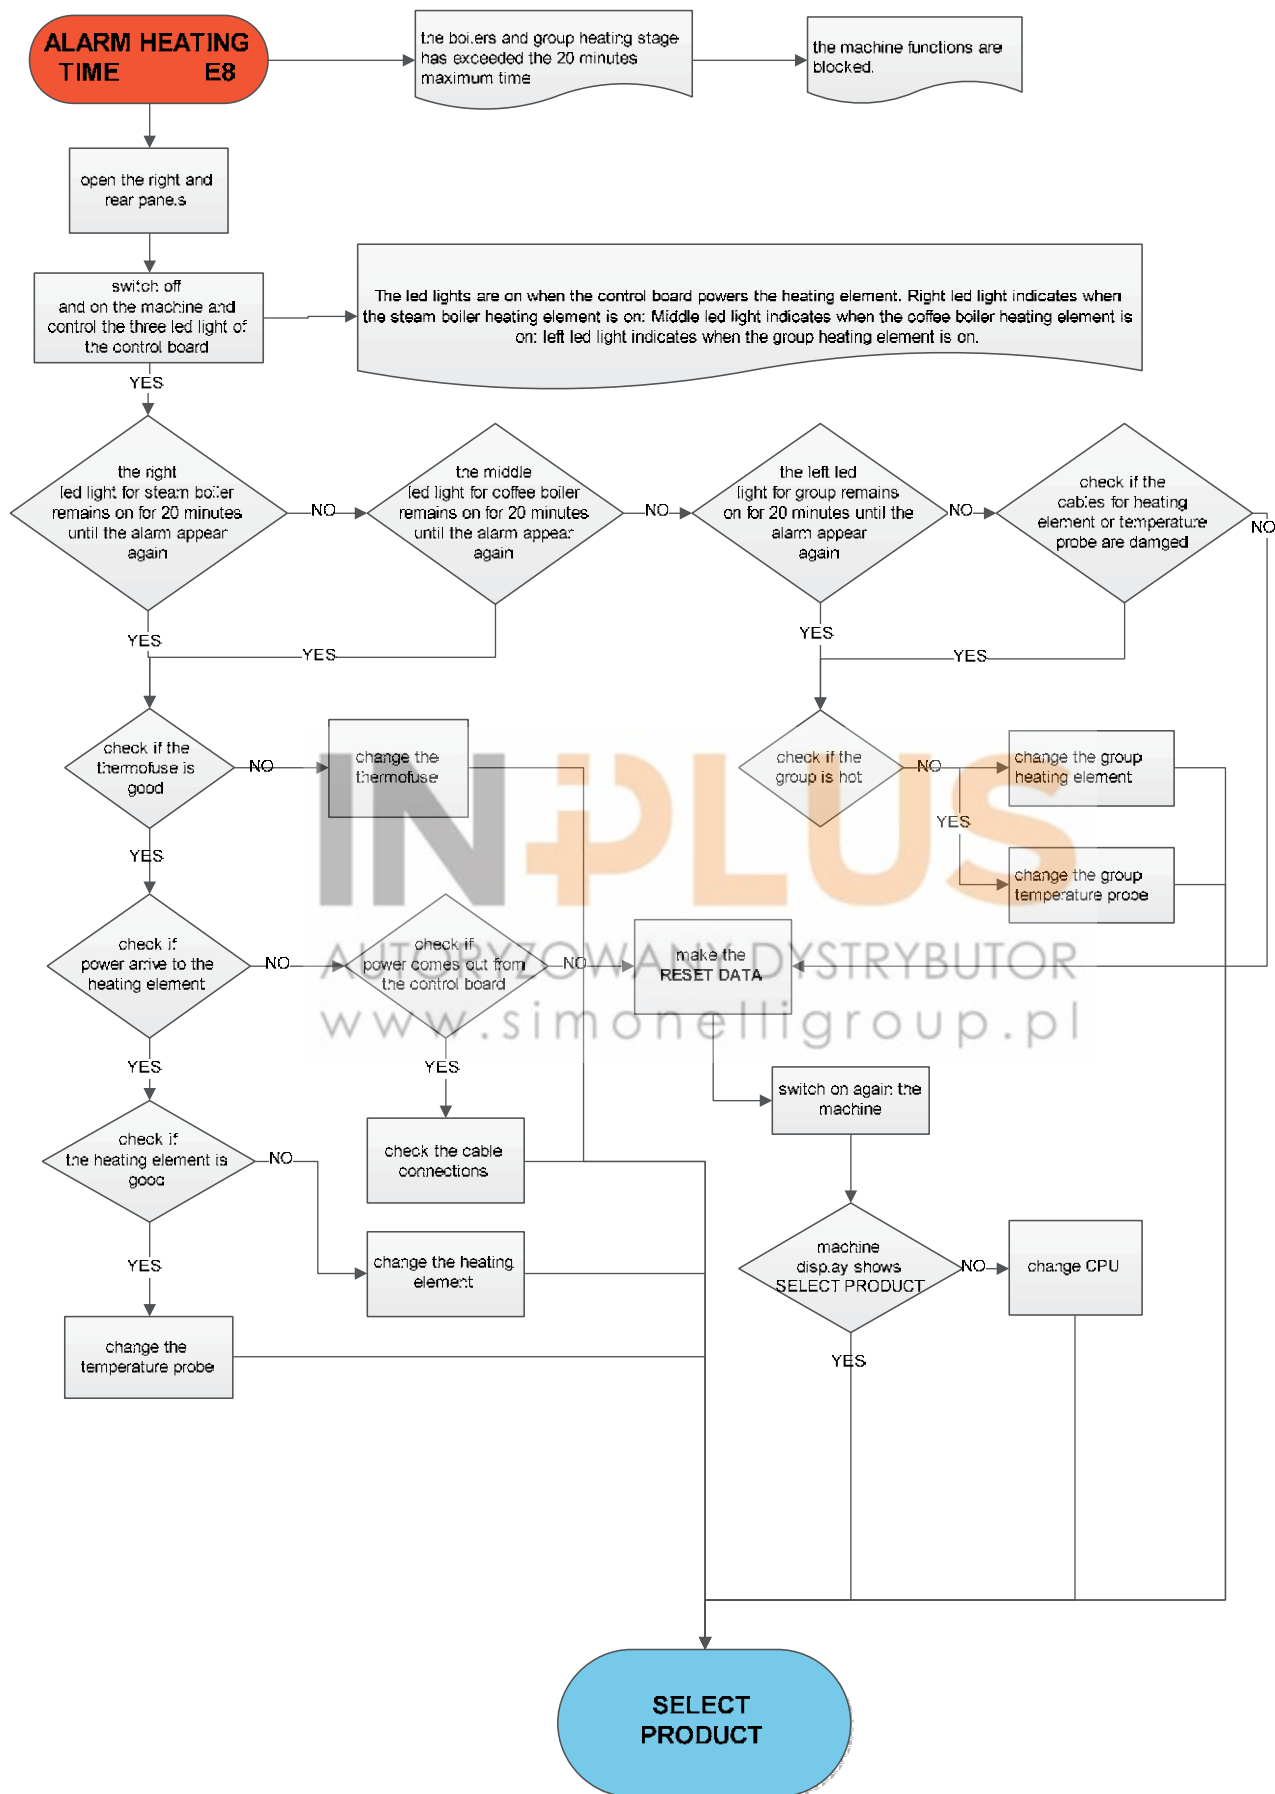 ALARM HEATING
TIME E8
the boilers and group heating stage
has exceeded the 20 minutes
maximum time
the machine functions are
blocked.
open the right and
rear panels
switch off
and on the machine and
control the three led light of
the control board
The led lights are on when the control board powers the heating element. Right led light indicates when
the steam boiler heating element is on: Middle led light indicates when the coffee boiler heating element is
on: left led light indicates when the group heating element is on.
YES
the right
led light for steam boiler
remains on for 20 minutes
until the alarm appear
again
NO
the middle
led light for coffee boiler
remains on for 20 minutes
until the alarm appear
again
NO
the left led
light for group remains
on for 20 minutes until the
alarm appear
again
NO
check if the
cables for heating
element or temperature
probe are damged
NO
YES
YES
YES
YES
check if the
thermofuse is
good
NO
change the
thermofuse
check if the
group is hot
NO
change the group
heating element
YES
change the group
temperature probe
YES
INPLUS
AUTORYZOWANY DYSTRYBUTOR
www.simonelligroup.pl
check if
power arrive to the
heating element
NO
check if
power comes out from
the control board
NO
make the
RESET DATA
YES
YES
switch on again the
machine
check if
the heating element is
good
NO
check the cable
connections
YES
change the heating
element
machine
display shows
SELECT PRODUCT
NO
change CPU
change the
temperature probe
YES
SELECT
PRODUCT